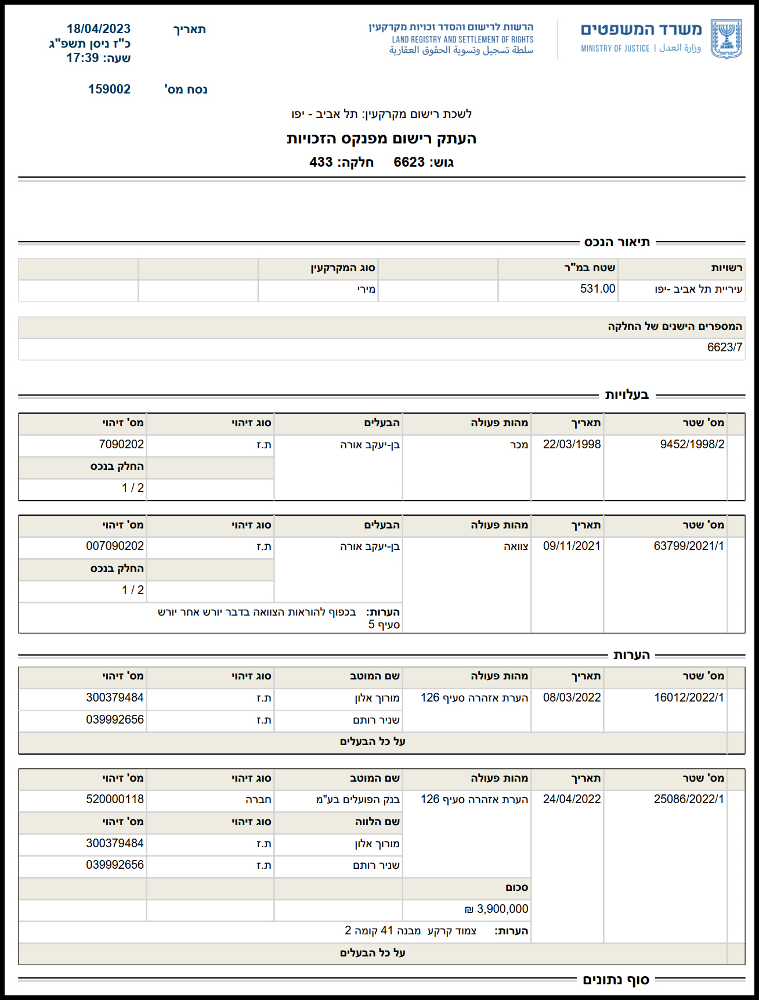 משרד המשפטים
MINISTRY OF JUSTICE | وزارة العدل
הרשות לרישום והסדר זכויות מקרקעין
LAND REGISTRY AND SETTLEMENT OF RIGHTS
سلطة تسجيل وتسوية الحقوق العقارية
תאריך 18/04/2023
כ"ז ניסן תשפ"ג
שעה: 17:39
נסח מס' 159002
לשכת רישום מקרקעין: תל אביב - יפו
העתק רישום מפנקס הזכויות
גוש: 6623 חלקה: 433
תיאור הנכס
רשויות שטח במ"ר סוג המקרקעין
עיריית תל אביב -יפו 531.00 מירי
המספרים הישנים של החלקה
6623/7
בעלויות
מס' שטר תאריך מהות פעולה הבעלים סוג זיהוי מס' זיהוי
9452/1998/2 22/03/1998 מכר בן-יעקב אורה ת.ז 7090202
החלק בנכס
1 / 2
מס' שטר תאריך מהות פעולה הבעלים סוג זיהוי מס' זיהוי
63799/2021/1 09/11/2021 צוואה בן-יעקב אורה ת.ז 007090202
החלק בנכס
1 / 2
הערות: בכפוף להוראות הצוואה בדבר יורש אחר יורש
סעיף 5
הערות
מס' שטר תאריך מהות פעולה שם המוטב סוג זיהוי מס' זיהוי
16012/2022/1 08/03/2022 הערת אזהרה סעיף 126 מורוך אלון ת.ז 300379484
שניר רותם ת.ז 039992656
על כל הבעלים
מס' שטר תאריך מהות פעולה שם המוטב סוג זיהוי מס' זיהוי
25086/2022/1 24/04/2022 הערת אזהרה סעיף 126 בנק הפועלים בע"מ חברה 520000118
שם הלווה סוג זיהוי מס' זיהוי
מורוך אלון ת.ז 300379484
שניר רותם ת.ז 039992656
סכום
3,900,000 ₪
הערות: צמוד קרקע מבנה 41 קומה 2
על כל הבעלים
סוף נתונים